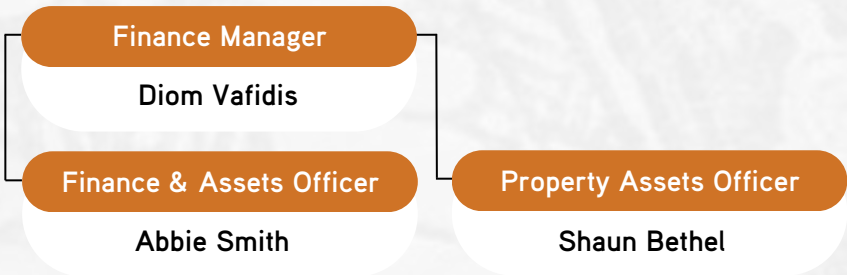 Finance Manager
Diom Vafidis
Finance & Assets Officer
Abbie Smith
Property Assets Officer
Shaun Bethel